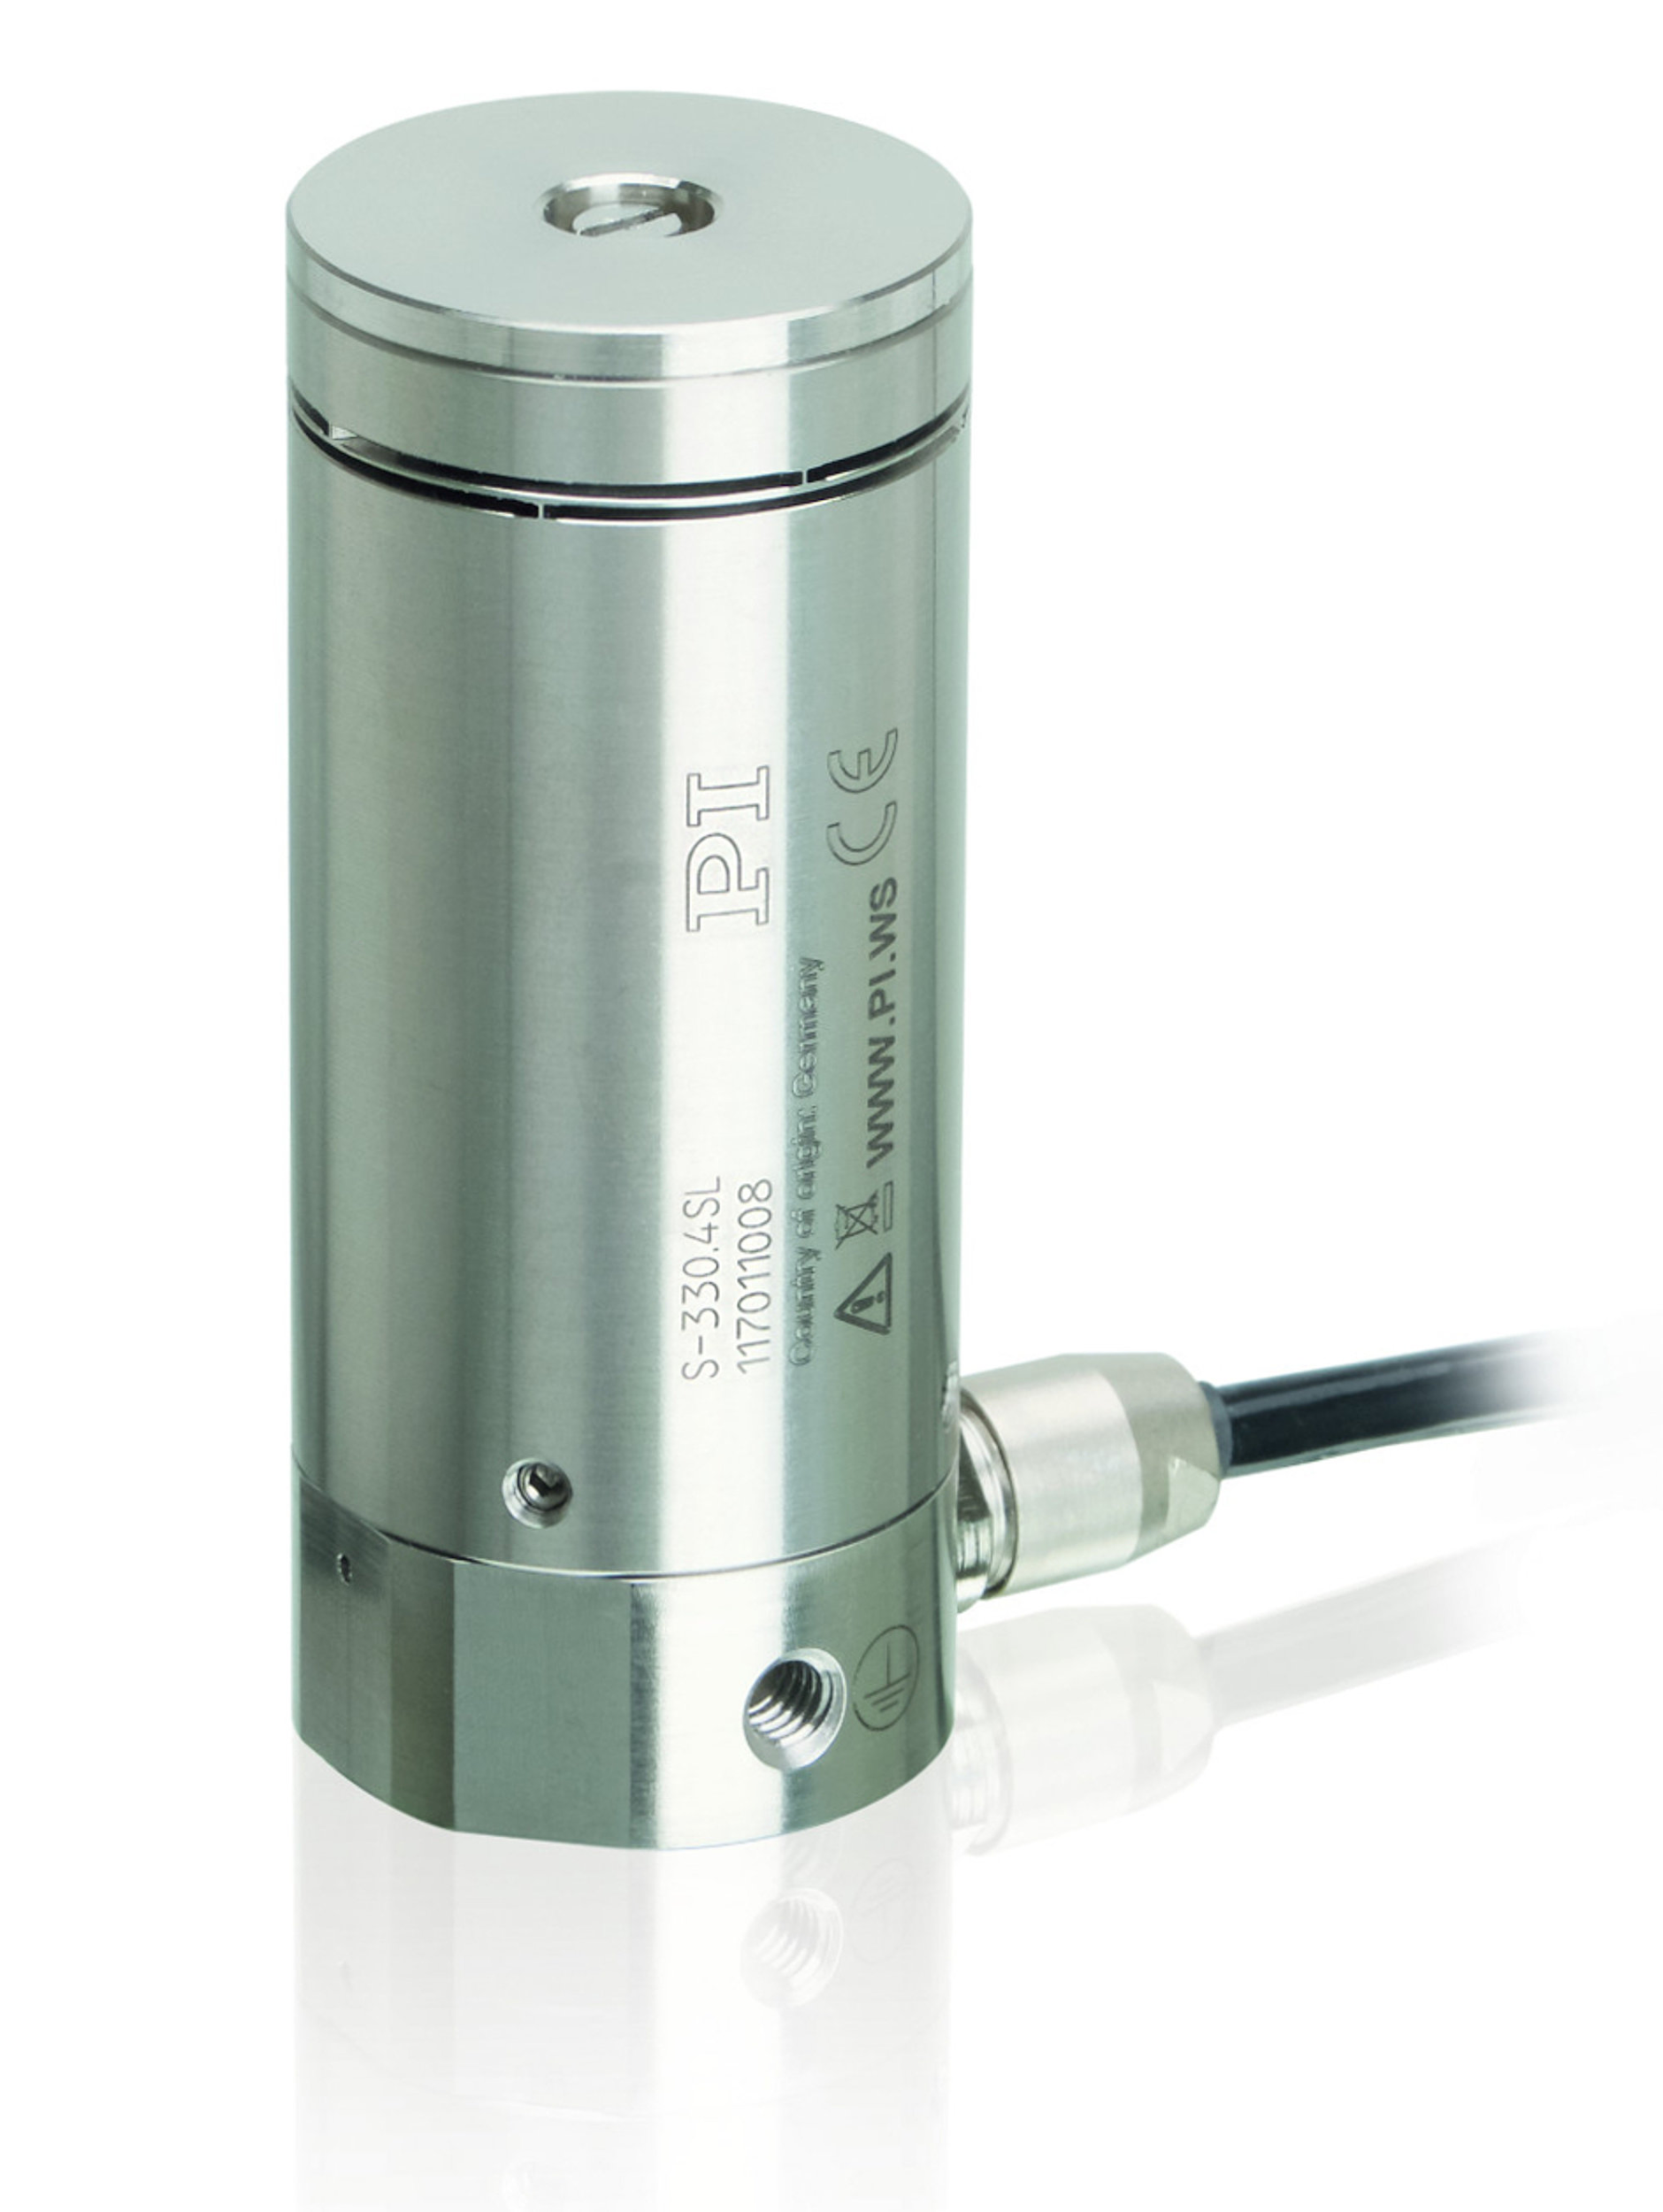 PI
S-330.4SL
117011008
Country of origin: Germany
WWW.PI.WS CE